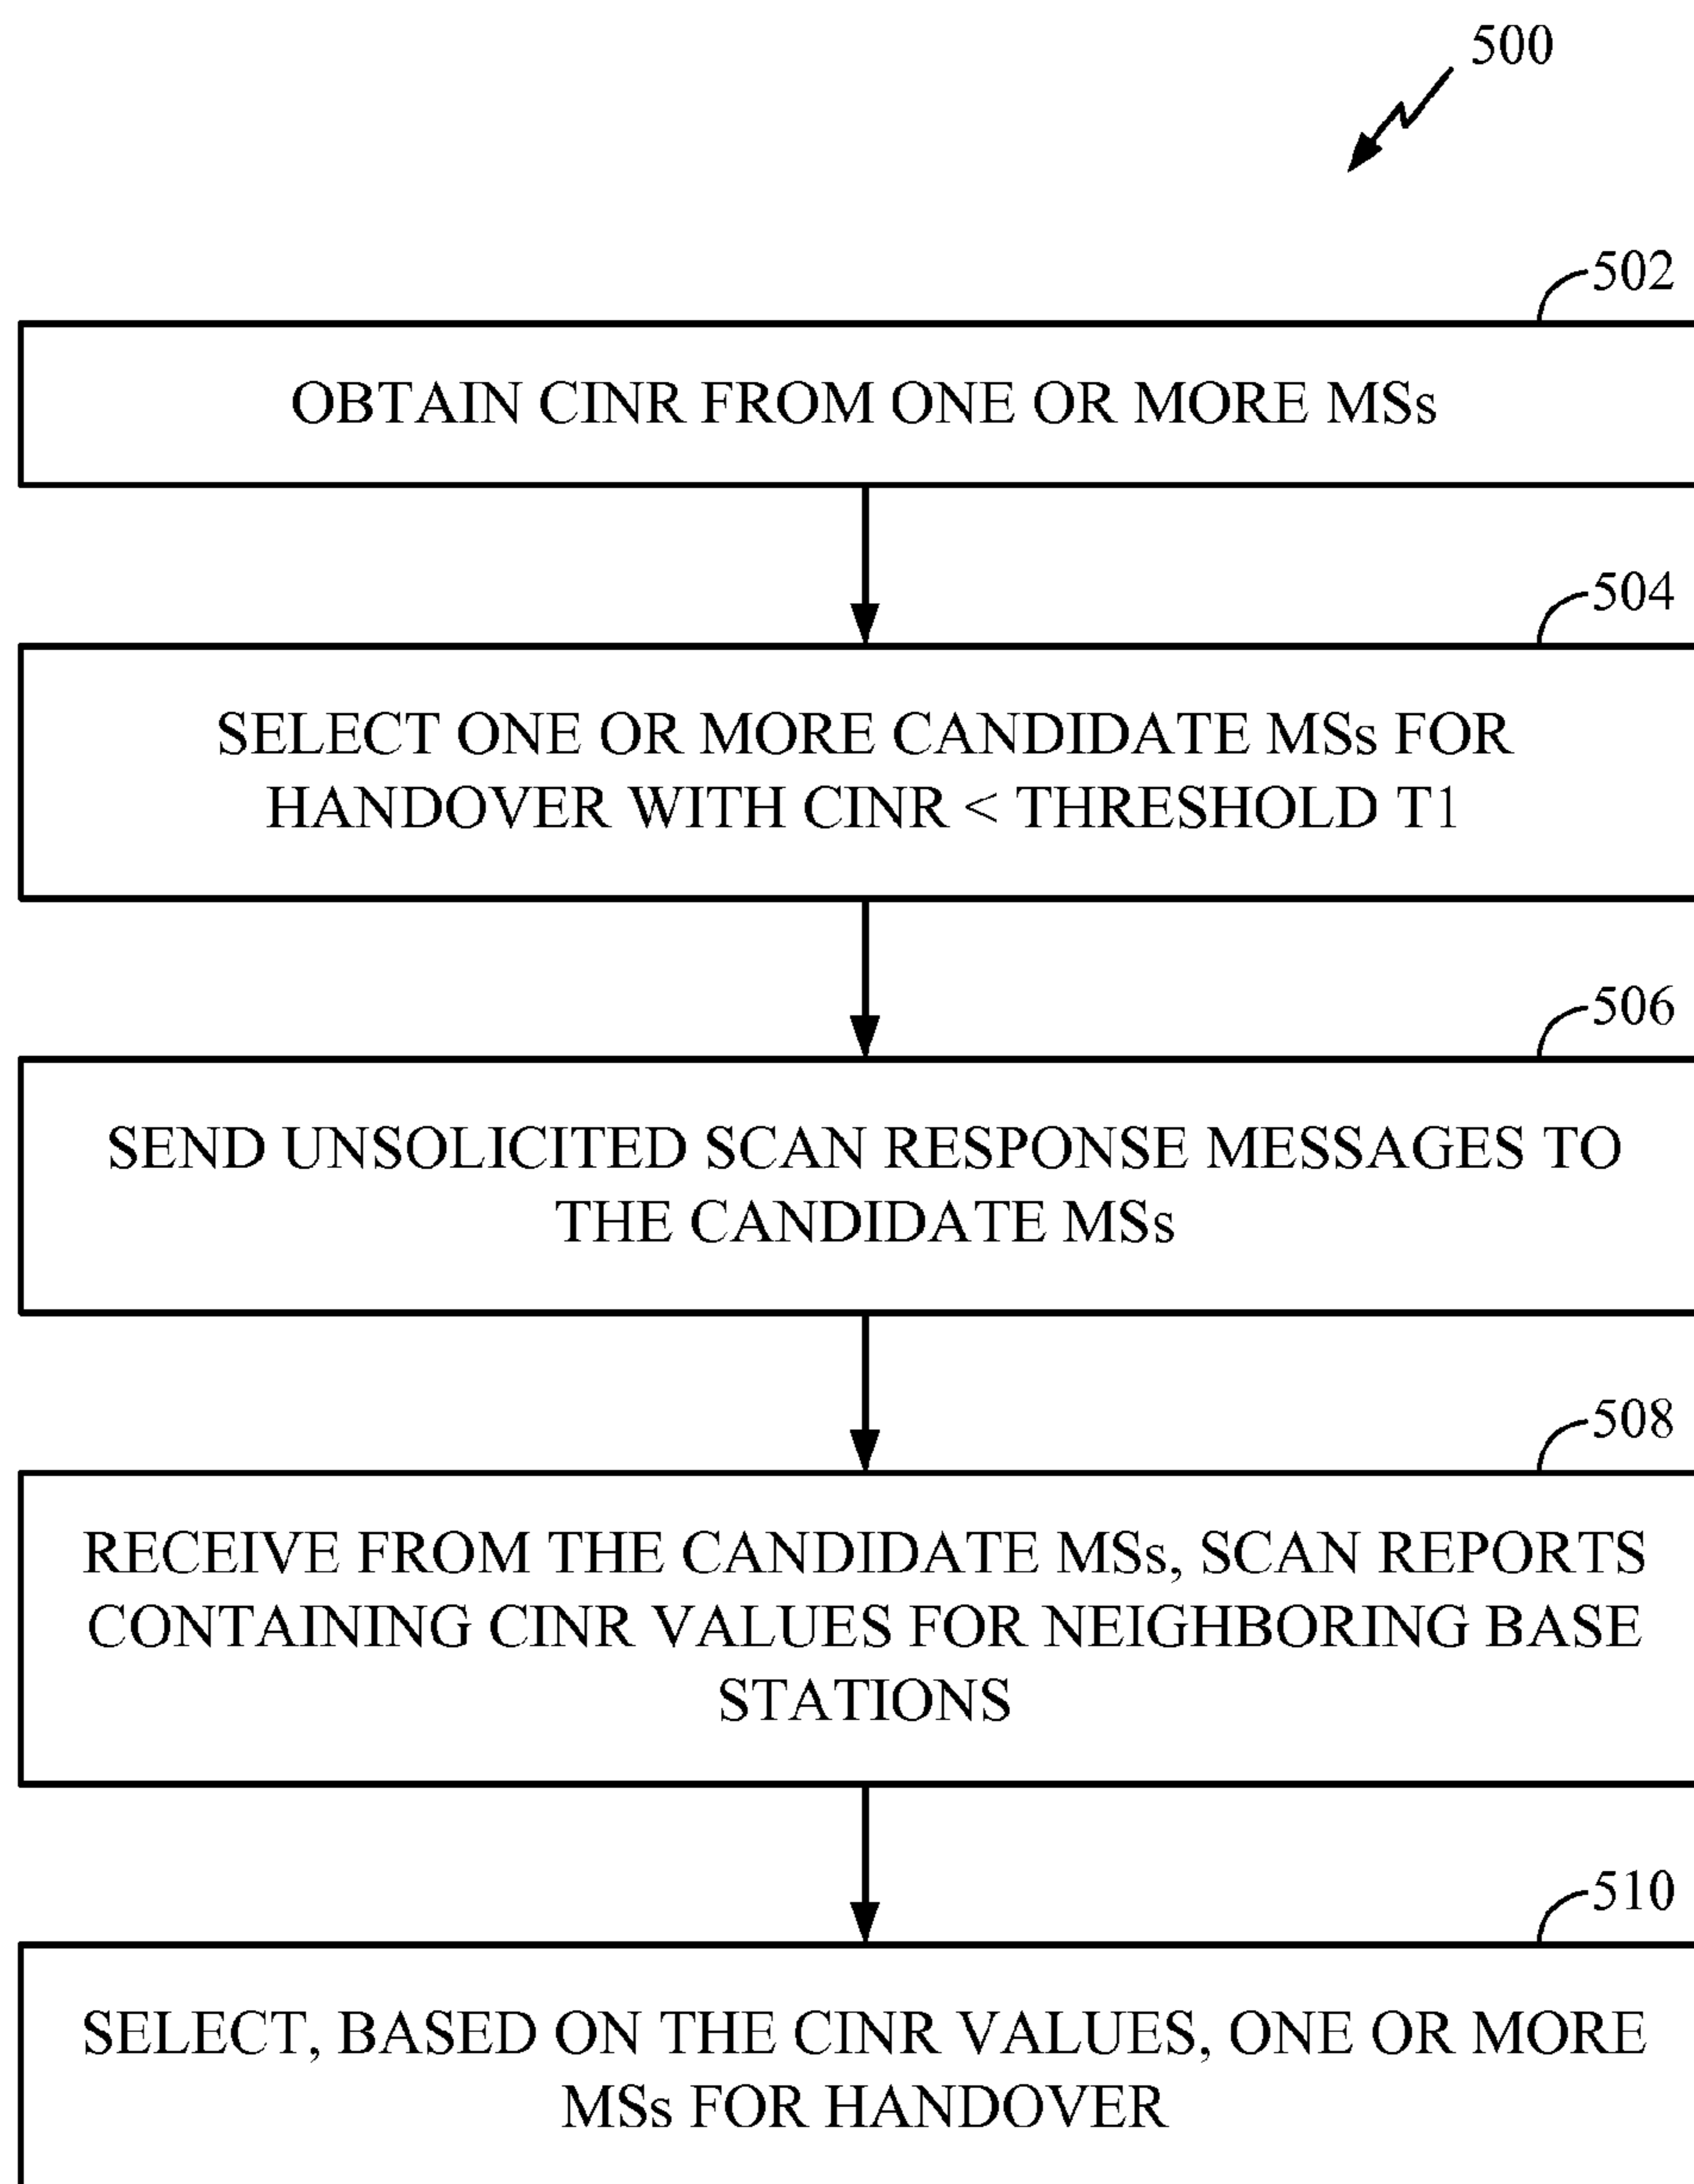 500
502
OBTAIN CINR FROM ONE OR MORE MSs
504
SELECT ONE OR MORE CANDIDATE MSs FOR
HANDOVER WITH CINR < THRESHOLD T1
506
SEND UNSOLICITED SCAN RESPONSE MESSAGES TO
THE CANDIDATE MSs
508
RECEIVE FROM THE CANDIDATE MSs, SCAN REPORTS
CONTAINING CINR VALUES FOR NEIGHBORING BASE
STATIONS
510
SELECT, BASED ON THE CINR VALUES, ONE OR MORE
MSs FOR HANDOVER